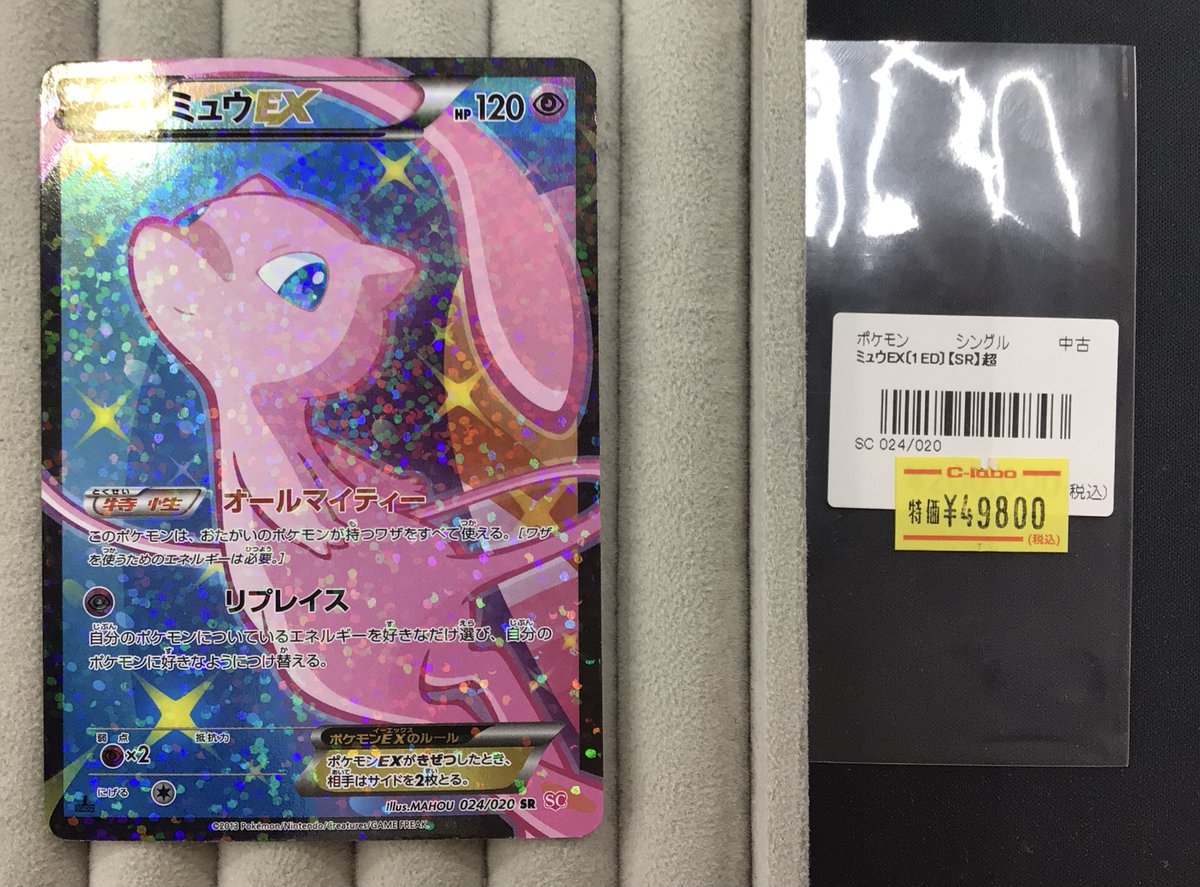 ミュウEX
HP 120
とくせい
特性 オールマイティー
このポケモンは、おたがいのポケモンが持つワザをすべて使える。[ワザ
を使うためのエネルギーは必要。]
リプレイス
自分のポケモンについているエネルギーを好きなだけ選び、自分の
ポケモンに好きなようにつけ替える。
弱点 抵抗力
×2
にげる
イーエックス
ポケモンEXのルール
ポケモンEXがきぜつしたとき、
相手はサイドを2枚とる。
Illus.MAHOU 024/020 SR SC
©2013 Pokémon/Nintendo/Creatures/GAME FREAK
ポケモン シングル 中古
ミュウEX〔1ED〕【SR】超
SC 024/020
税込)
C-labo
特価¥49800
(税込)